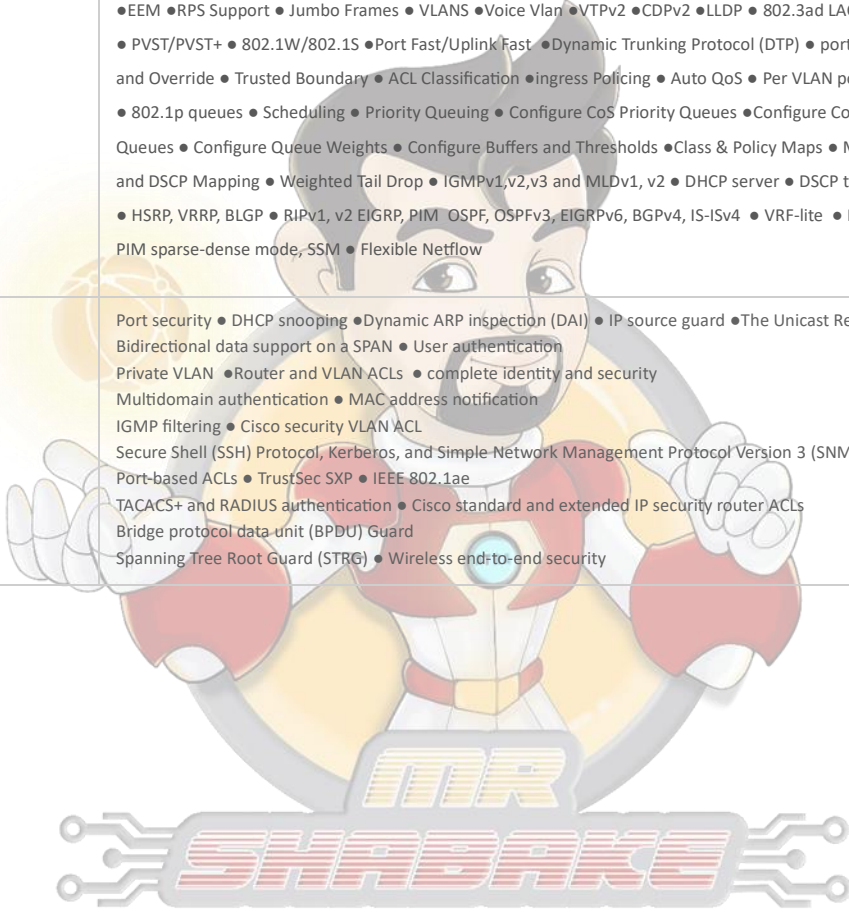 ●EEM ●RPS Support ● Jumbo Frames ● VLANS ●Voice Vlan ●VTPv2 ●CDPv2 ●LLDP ● 802.3ad
● PVST/PVST+ ● 802.1W/802.1S ●Port Fast/Uplink Fast ●Dynamic Trunking Protocol (DTP) ● port
and Override ● Trusted Boundary ● ACL Classification ●ingress Policing ● Auto QoS ● Per VLAN
● 802.1p queues ● Scheduling ● Priority Queuing ● Configure CoS Priority Queues ●Configure
Queues ● Configure Queue Weights ● Configure Buffers and Thresholds ●Class & Policy Maps ●
and DSCP Mapping ● Weighted Tail Drop ● IGMPv1,v2,v3 and MLDv1, v2 ● DHCP server ● DSCP
● HSRP, VRRP, BLGP ● RIPv1, v2 EIGRP, PIM OSPF, OSPFv3, EIGRPv6, BGPv4, IS-ISv4 ● VRF-lite ●
PIM sparse-dense mode, SSM ● Flexible Netflow
Port security ● DHCP snooping ●Dynamic ARP inspection (DAI) ● IP source guard ●The Unicast
Bidirectional data support on a SPAN ● User authentication
Private VLAN ●Router and VLAN ACLs ● complete identity and security
Multidomain authentication ● MAC address notification
IGMP filtering ● Cisco security VLAN ACL
Secure Shell (SSH) Protocol, Kerberos, and Simple Network Management Protocol Version 3
Port-based ACLs ● TrustSec SXP ● IEEE 802.1ae
TACACS+ and RADIUS authentication ● Cisco standard and extended IP security router ACLs
Bridge protocol data unit (BPDU) Guard
Spanning Tree Root Guard (STRG) ● Wireless end-to-end security
MR
SHABAKE